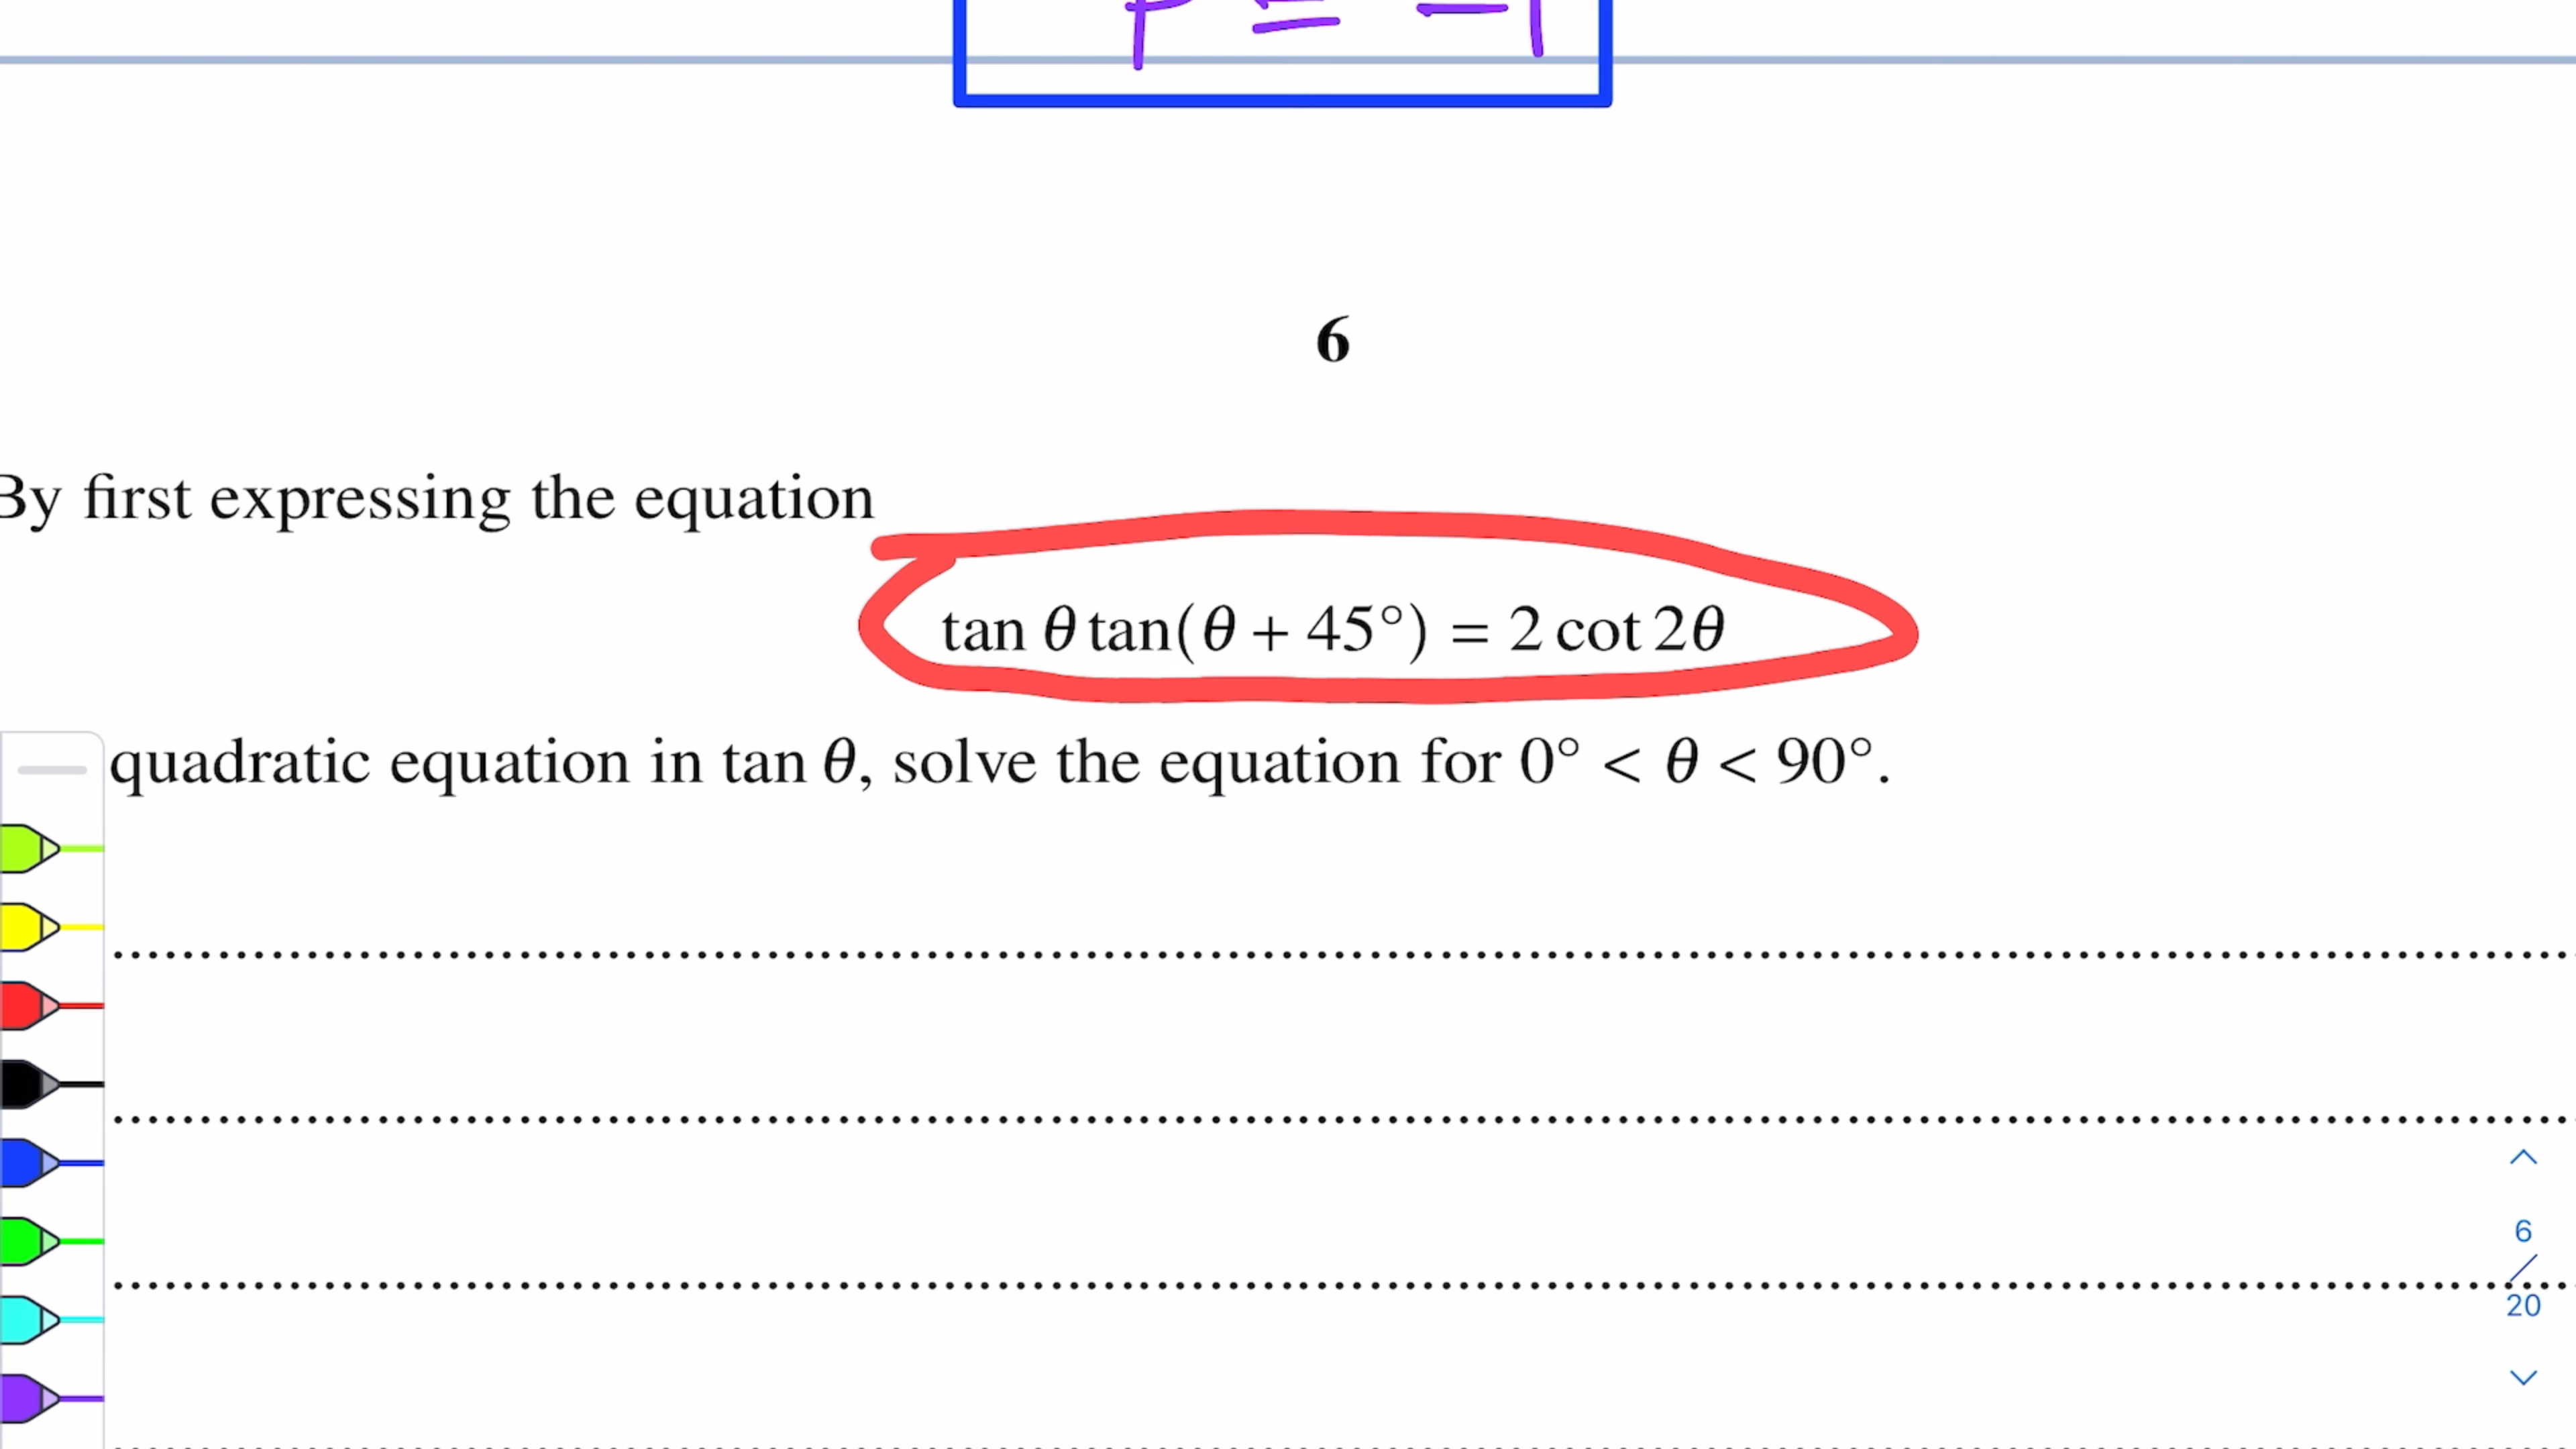 6
By first expressing the equation
tan θ tan(θ + 45°) = 2 cot 2θ
quadratic equation in tan θ, solve the equation for 0° < θ < 90°.
6
/
20